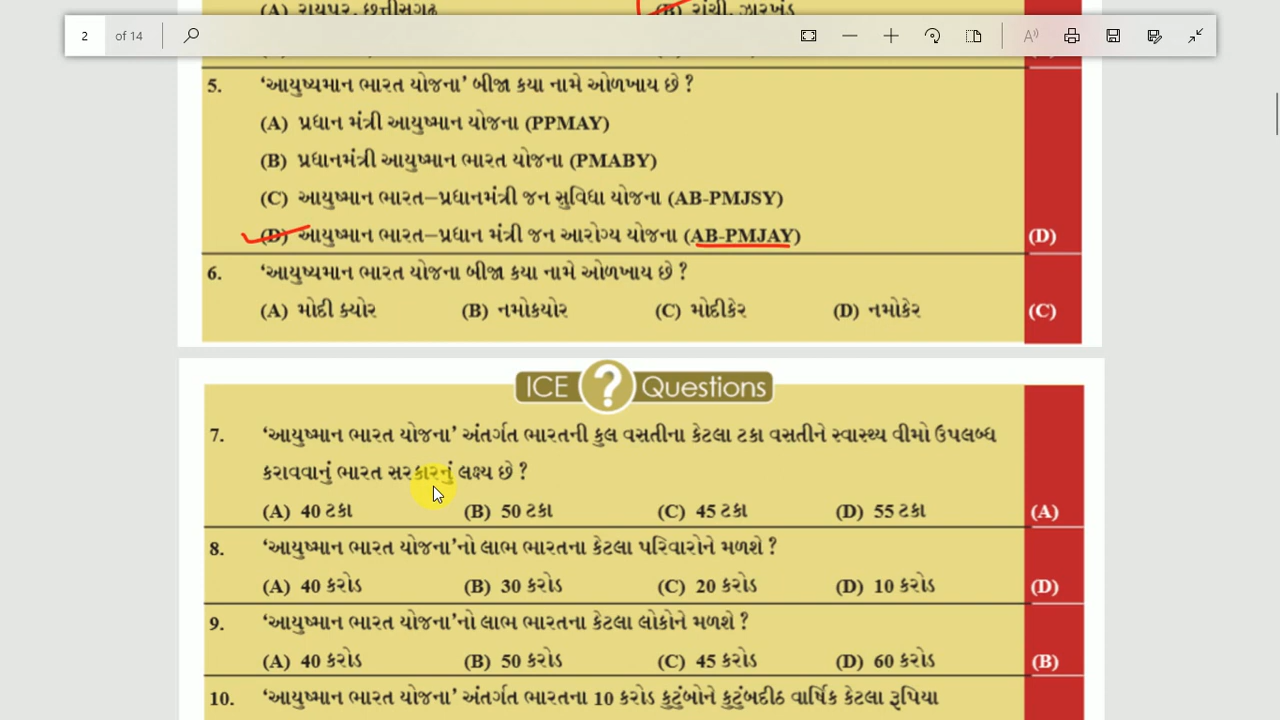 (A) રાયપુર, છત્તીસગઢ (B) રાંચી, ઝારખંડ
2 of 14
5. ‘આયુષ્યમાન ભારત યોજના’ બીજા કયા નામે ઓળખાય છે ?
(A) પ્રધાન મંત્રી આયુષ્માન યોજના (PPMAY)
(B) પ્રધાનમંત્રી આયુષ્માન ભારત યોજના (PMABY)
(C) આયુષ્માન ભારત–પ્રધાનમંત્રી જન સુવિધા યોજના (AB-PMJSY)
(D) આયુષ્માન ભારત–પ્રધાન મંત્રી જન આરોગ્ય યોજના (AB-PMJAY) (D)
6. ‘આયુષ્યમાન ભારત યોજના બીજા કયા નામે ઓળખાય છે ?
(A) મોદી ક્યોર (B) નમોકયોર (C) મોદીકેર (D) નમોકેર (C)
ICE ? Questions
7. ‘આયુષ્માન ભારત યોજના’ અંતર્ગત ભારતની કુલ વસતીના કેટલા ટકા વસતીને સ્વાસ્થ્ય વીમો ઉપલબ્ધ
કરાવવાનું ભારત સરકારનું લક્ષ્ય છે ?
(A) 40 ટકા (B) 50 ટકા (C) 45 ટકા (D) 55 ટકા (A)
8. ‘આયુષ્માન ભારત યોજના’નો લાભ ભારતના કેટલા પરિવારોને મળશે ?
(A) 40 કરોડ (B) 30 કરોડ (C) 20 કરોડ (D) 10 કરોડ (D)
9. ‘આયુષ્માન ભારત યોજના’નો લાભ ભારતના કેટલા લોકોને મળશે ?
(A) 40 કરોડ (B) 50 કરોડ (C) 45 કરોડ (D) 60 કરોડ (B)
10. ‘આયુષ્માન ભારત યોજના’ અંતર્ગત ભારતના 10 કરોડ કુટુંબોને કુટુંબદીઠ વાર્ષિક કેટલા રૂપિયા